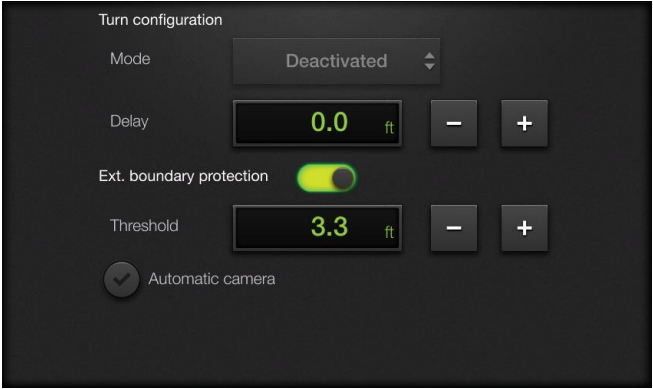 Turn configuration
Mode Deactivated
Delay 0.0 ft − +
Ext. boundary protection
Threshold 3.3 ft − +
Automatic camera